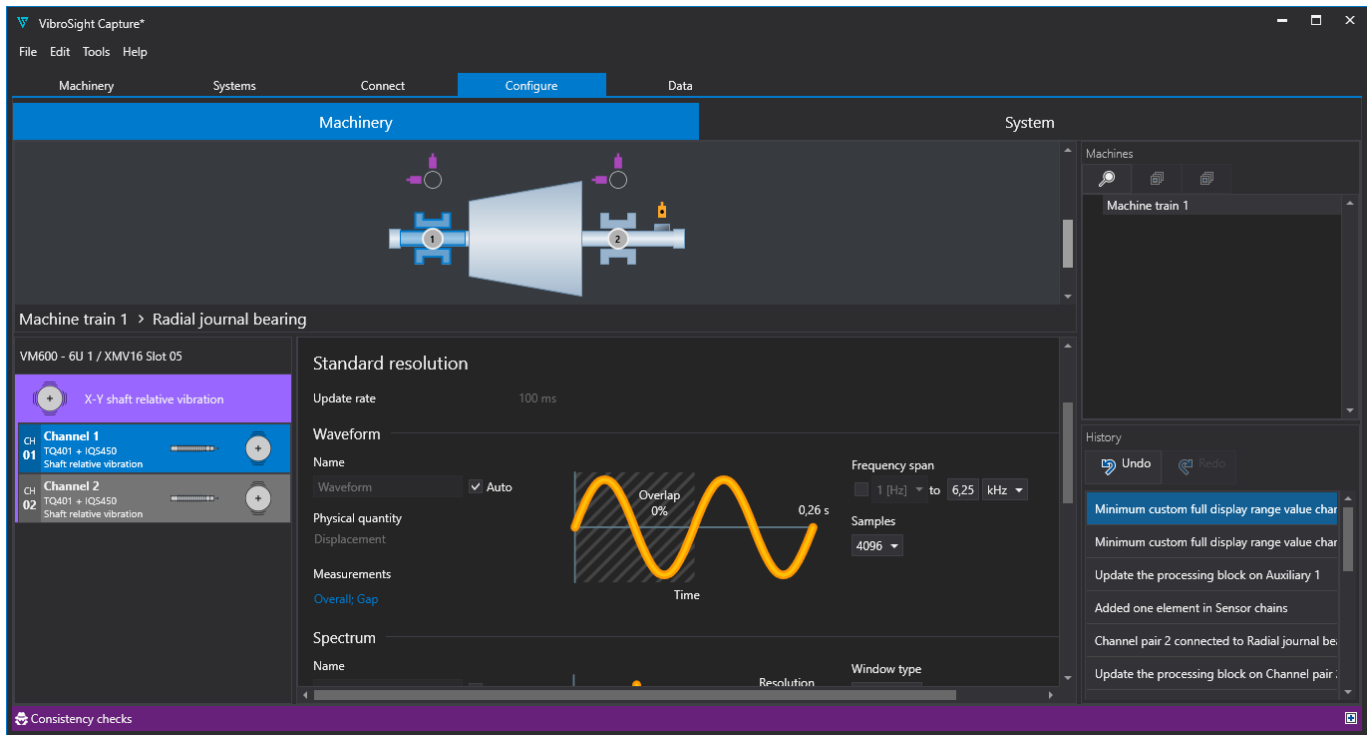 VibroSight Capture*
File Edit Tools Help
Machinery Systems Connect Configure Data
Machinery System
1 2
Machine train 1 > Radial journal bearing
Machines
Machine train 1
VM600 - 6U 1 / XMV16 Slot 05
X-Y shaft relative vibration
CH 01
Channel 1
TQ401 + IQS450
Shaft relative vibration
CH 02
Channel 2
TQ401 + IQS450
Shaft relative vibration
Standard resolution
Update rate 100 ms
Waveform
Name
Waveform Auto
Physical quantity
Displacement
Measurements
Overall; Gap
Overlap
0%
0,26 s
Time
Frequency span
1 [Hz] to 6,25 kHz
Samples
4096
Spectrum
Name
Resolution
Window type
History
Undo Redo
Minimum custom full display range value char
Minimum custom full display range value char
Update the processing block on Auxiliary 1
Added one element in Sensor chains
Channel pair 2 connected to Radial journal be
Update the processing block on Channel pair
Consistency checks